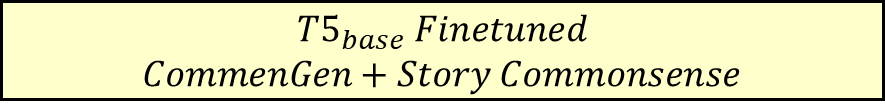 T5base Finetuned
CommenGen + Story Commonsense